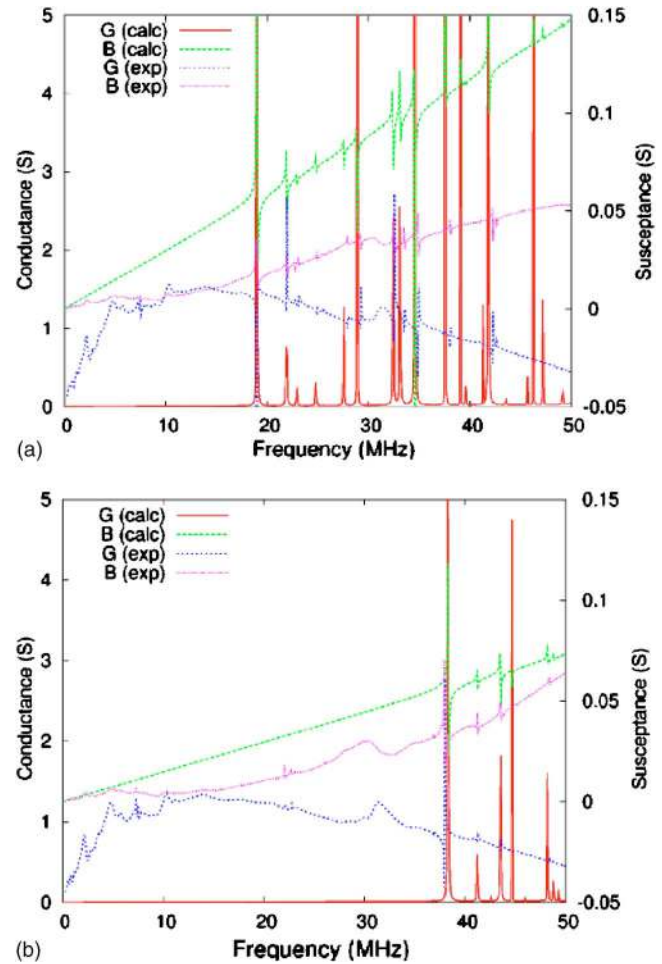 G (calc)
B (calc)
G (exp)
B (exp)
5
4
3
2
1
0
Conductance (S)
0.15
0.1
0.05
0
-0.05
Susceptance (S)
0 10 20 30 40 50
Frequency (MHz)
(a)
G (calc)
B (calc)
G (exp)
B (exp)
5
4
3
2
1
0
Conductance (S)
0.15
0.1
0.05
0
-0.05
Susceptance (S)
0 10 20 30 40 50
Frequency (MHz)
(b)